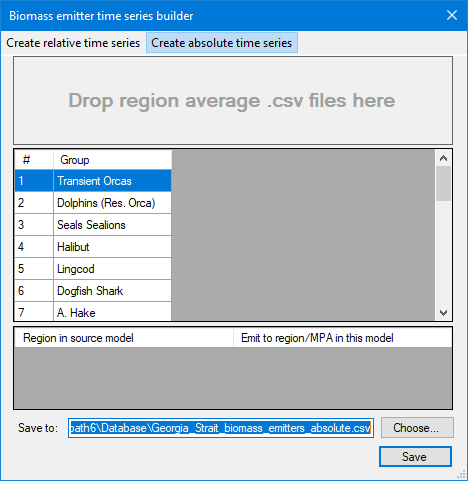 Biomass emitter time series builder
Create relative time series Create absolute time series
Drop region average .csv files here
# Group
1 Transient Orcas
2 Dolphins (Res. Orca)
3 Seals Sealions
4 Halibut
5 Lingcod
6 Dogfish Shark
7 A. Hake
Region in source model Emit to region/MPA in this model
Save to: path6\Database\Georgia_Strait_biomass_emitters_absolute.csv Choose...
Save